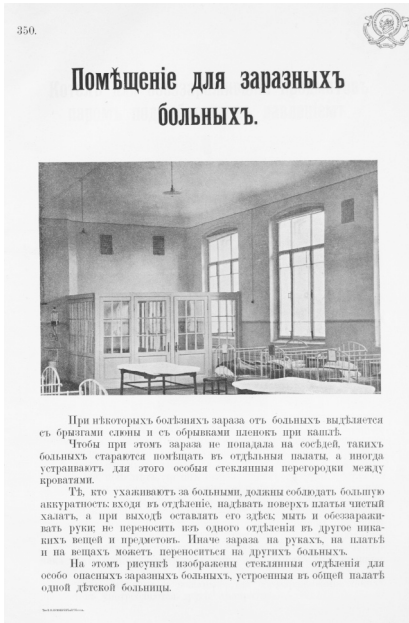 350.
Помѣщеніе для заразныхъ
больныхъ.
При нѣкоторыхъ болѣзняхъ зараза отъ больныхъ выдѣляется
съ брызгами слюны и съ обрывками пленокъ при кашлѣ.
Чтобы при этомъ зараза не попадала на сосѣдей, такихъ
больныхъ стараются помѣщать въ отдѣльныя палаты, а иногда
устраиваютъ для этого особыя стеклянныя перегородки между
кроватями.
Тѣ, кто ухаживаютъ за больными, должны соблюдать большую
аккуратность: входя въ отдѣленіе, надѣвать поверхъ платья чистый
халатъ, а при выходѣ оставлять его здѣсь; мыть и обеззаражи-
вать руки; не переносить изъ одного отдѣленія въ другое ника-
кихъ вещей и предметовъ. Иначе зараза на рукахъ, на платьѣ
и на вещахъ можетъ переноситься на другихъ больныхъ.
На этомъ рисункѣ изображены стеклянныя отдѣленія для
особо опасныхъ заразныхъ больныхъ, устроенныя въ общей палатѣ
одной дѣтской больницы.